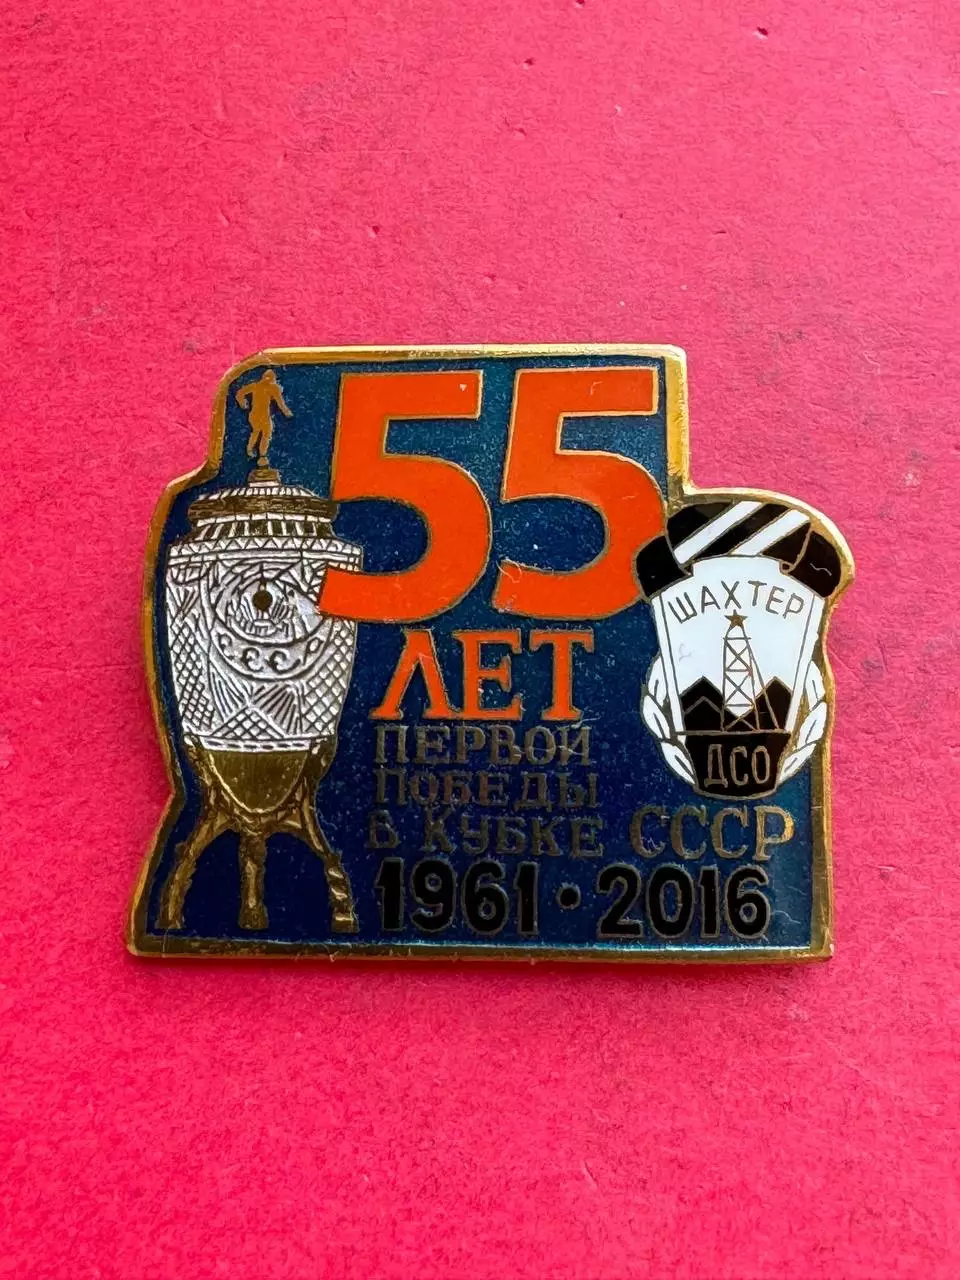 55
ЛЕТ
ПЕРВОЙ
ПОБЕДЫ
В КУБКЕ СССР
1961·2016
ШАХТЕР
ДСО